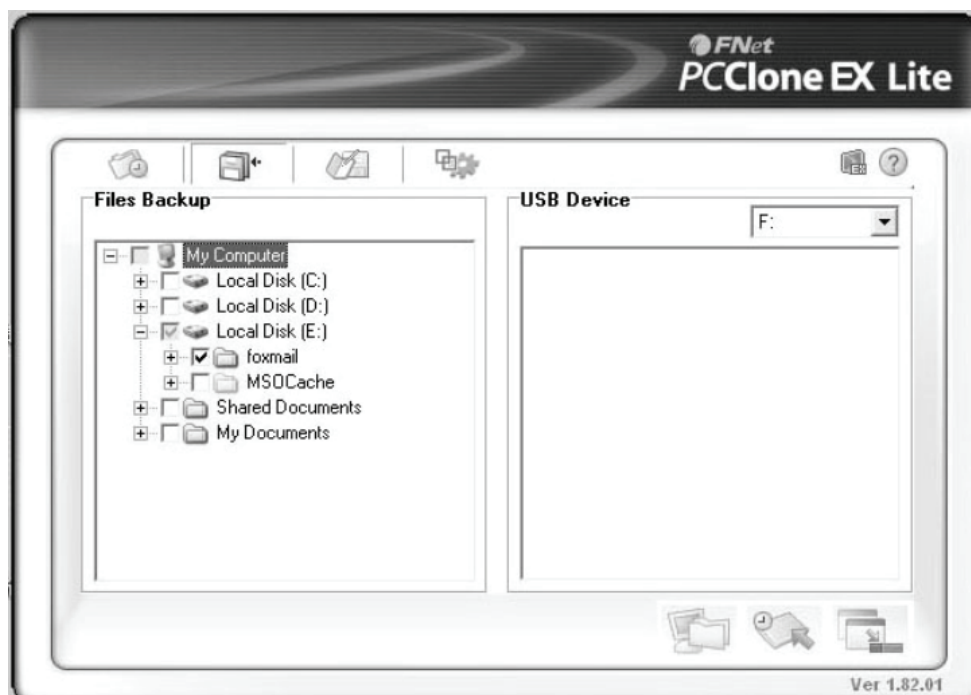 FNet
PCClone EX Lite
Files Backup
USB Device
F:
My Computer
Local Disk (C:)
Local Disk (D:)
Local Disk (E:)
foxmail
MSOCache
Shared Documents
My Documents
EX
?
Ver 1.82.01